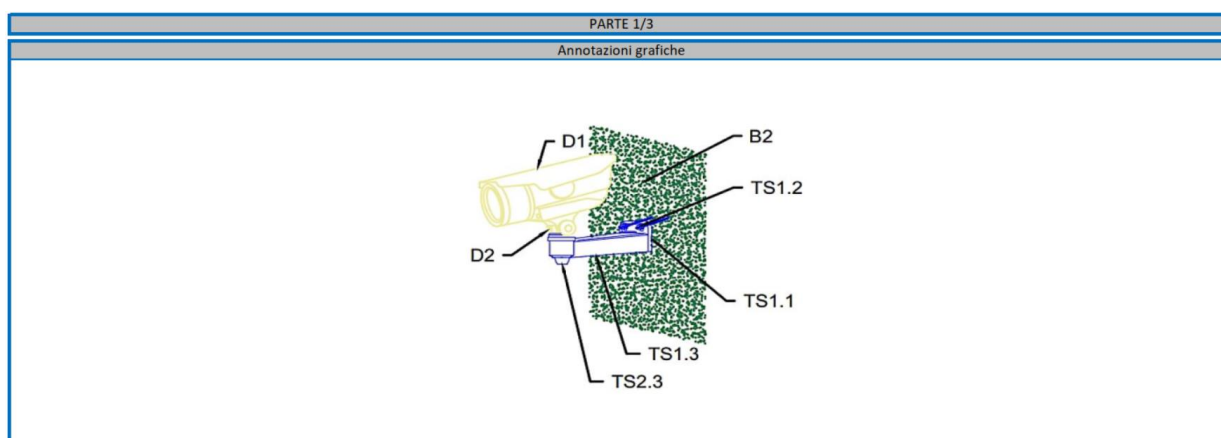 PARTE 1/3
Annotazioni grafiche
D1
B2
TS1.2
D2
TS1.1
TS1.3
TS2.3